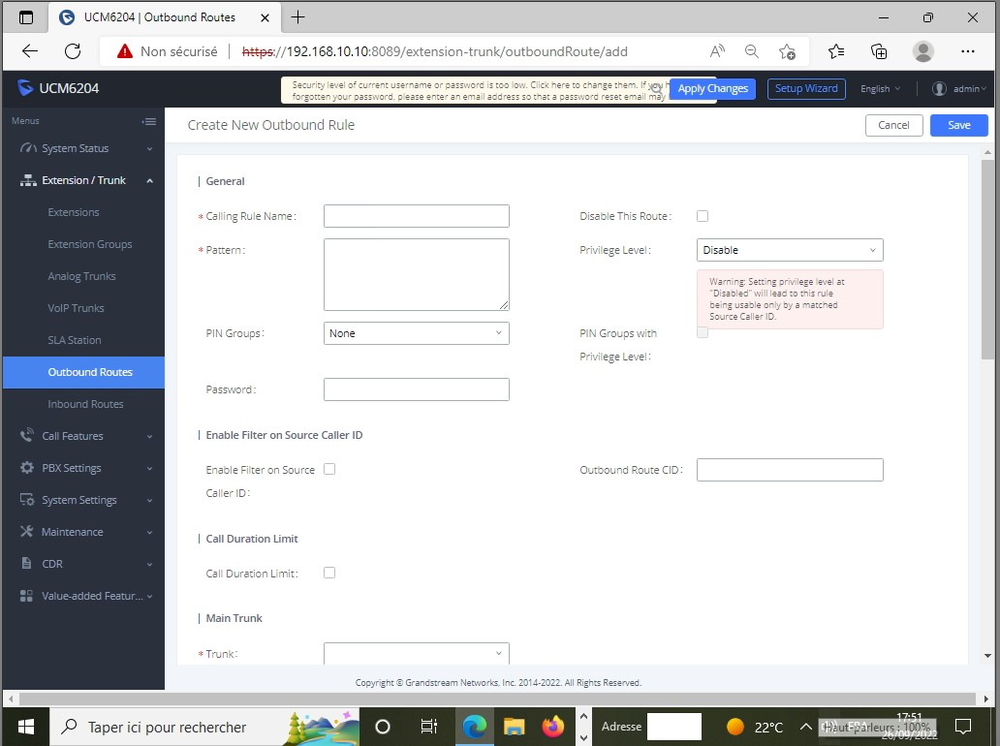 UCM6204 | Outbound Routes
Non sécurisé
https://192.168.10.10:8089/extension-trunk/outboundRoute/add
UCM6204
Security level of current username or password is too low. Click here to change them. If you h
forgotten your password, please enter an email address so that a password reset email may
Apply Changes
Setup Wizard
English
admin
Menus
Create New Outbound Rule
Cancel
Save
System Status
Extension / Trunk
Extensions
Extension Groups
Analog Trunks
VoIP Trunks
SLA Station
Outbound Routes
Inbound Routes
Call Features
PBX Settings
System Settings
Maintenance
CDR
Value-added Featur...
General
* Calling Rule Name:
Disable This Route:
* Pattern:
Privilege Level:
Disable
Warning: Setting privilege level at
"Disabled" will lead to this rule
being usable only by a matched
Source Caller ID.
PIN Groups:
None
PIN Groups with
Privilege Level:
Password:
Enable Filter on Source Caller ID
Enable Filter on Source
Caller ID:
Outbound Route CID:
Call Duration Limit
Call Duration Limit:
Main Trunk
* Trunk:
Copyright © Grandstream Networks, Inc. 2014-2022. All Rights Reserved.
Taper ici pour rechercher
Adresse
22°C
FRA
17:51
Haut-parleurs : 100%
26/09/2022